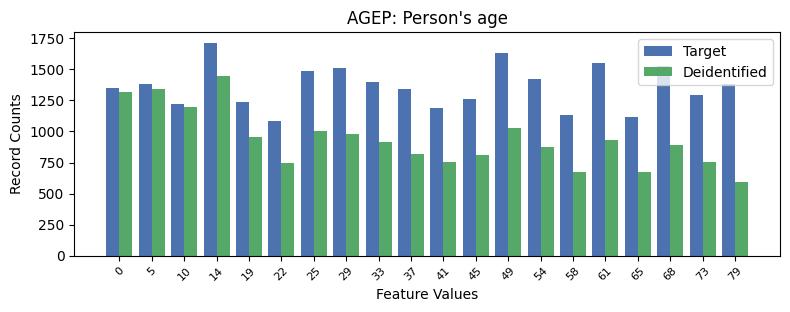 AGEP: Person's age
Target
Deidentified
Record Counts
1750
1500
1250
1000
750
500
250
0
0 5 10 14 19 22 25 29 33 37 41 45 49 54 58 61 65 68 73 79
Feature Values